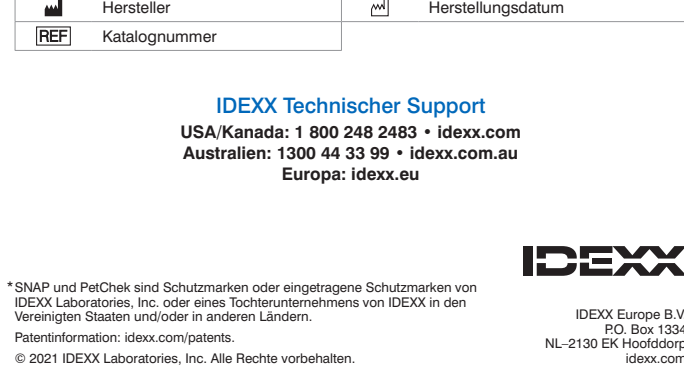 Hersteller
Herstellungsdatum
REF Katalognummer
IDEXX Technischer Support
USA/Kanada: 1 800 248 2483 • idexx.com
Australien: 1300 44 33 99 • idexx.com.au
Europa: idexx.eu
IDEXX
*SNAP und PetChek sind Schutzmarken oder eingetragene Schutzmarken von
IDEXX Laboratories, Inc. oder eines Tochterunternehmens von IDEXX in den
Vereinigten Staaten und/oder in anderen Ländern.
Patentinformation: idexx.com/patents.
© 2021 IDEXX Laboratories, Inc. Alle Rechte vorbehalten.
IDEXX Europe B.V.
P.O. Box 1334
NL–2130 EK Hoofddorp
idexx.com